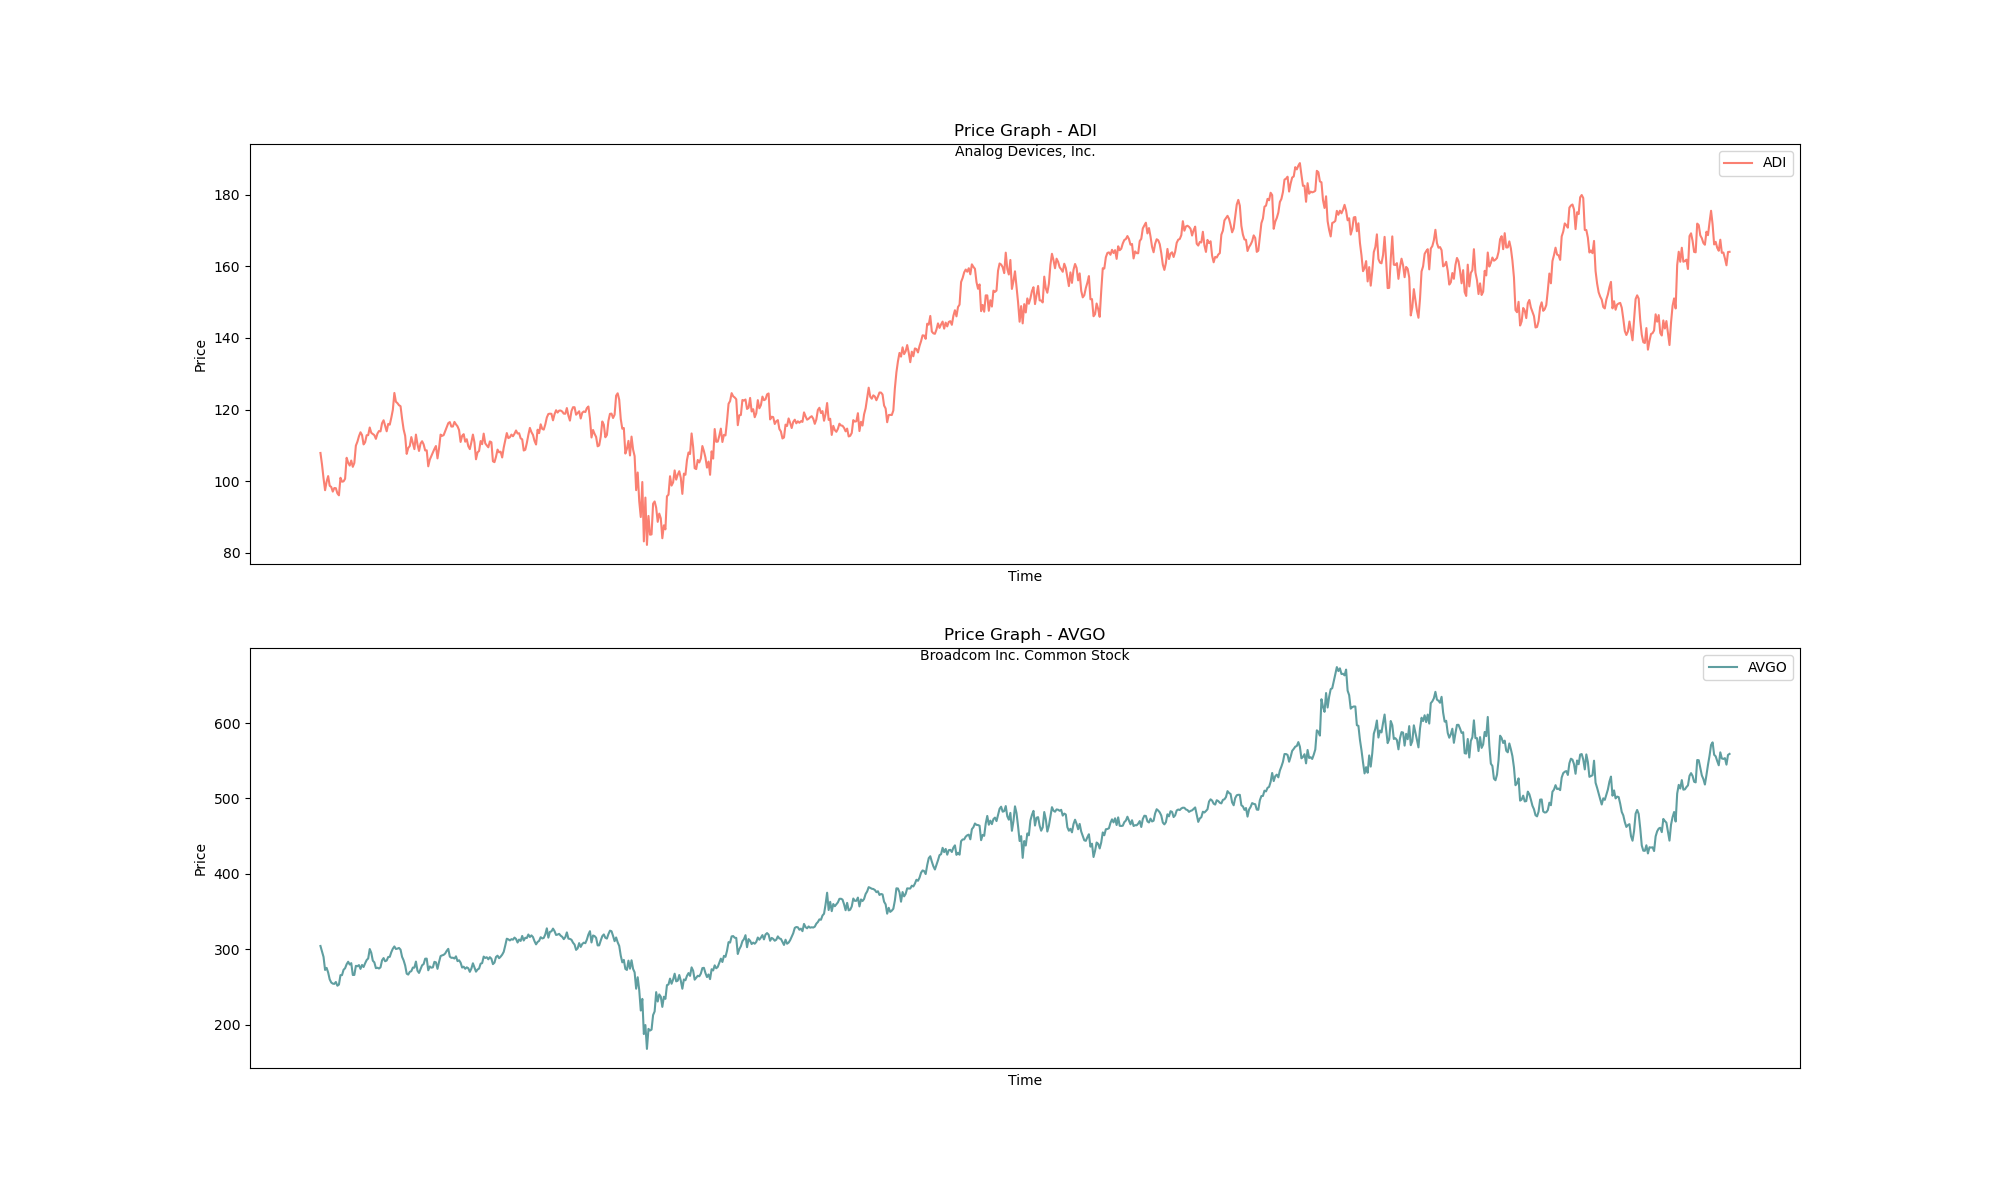 Price Graph - ADI
Analog Devices, Inc.
ADI
180
160
140
120
100
80
Price
Time
Price Graph - AVGO
Broadcom Inc. Common Stock
AVGO
600
500
400
300
200
Price
Time